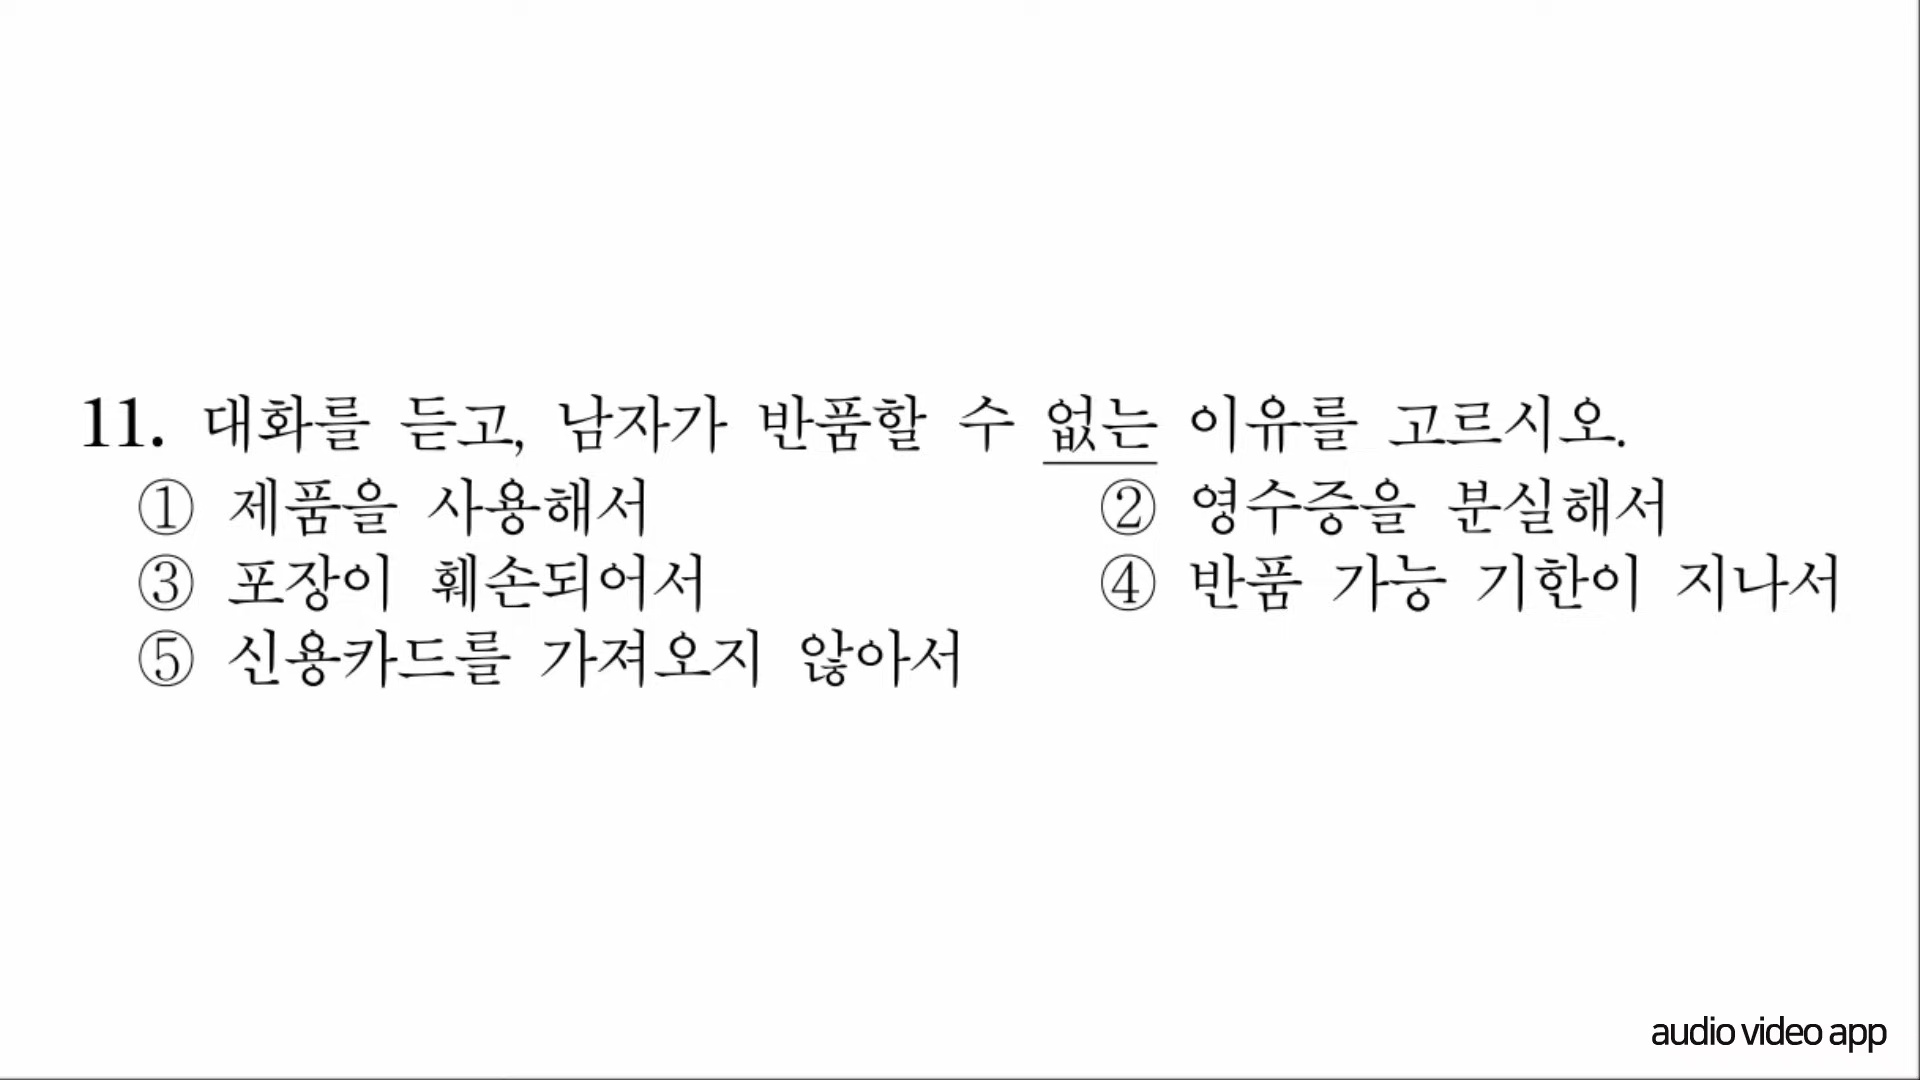 11. 대화를 듣고, 남자가 반품할 수 없는 이유를 고르시오.
① 제품을 사용해서 ② 영수증을 분실해서
③ 포장이 훼손되어서 ④ 반품 가능 기한이 지나서
⑤ 신용카드를 가져오지 않아서
audio video app